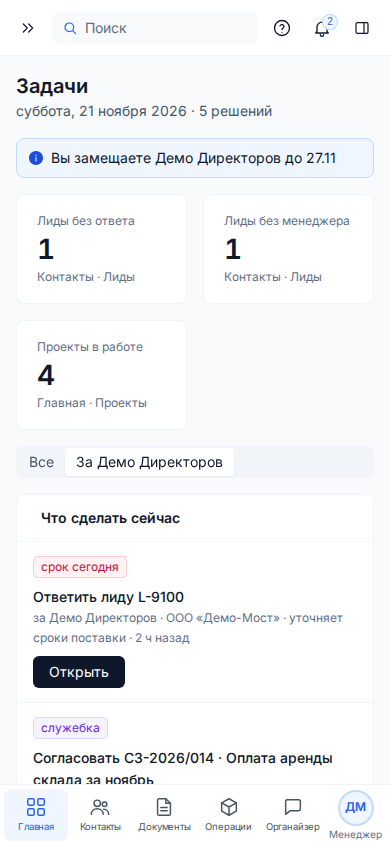 Поиск
2
Задачи
суббота, 21 ноября 2026 · 5 решений
Вы замещаете Демо Директоров до 27.11
Лиды без ответа
1
Контакты · Лиды
Лиды без менеджера
1
Контакты · Лиды
Проекты в работе
4
Главная · Проекты
Все
За Демо Директоров
Что сделать сейчас
срок сегодня
Ответить лиду L-9100
за Демо Директоров · ООО «Демо-Мост» · уточняет
сроки поставки · 2 ч назад
Открыть
служебка
Согласовать СЗ-2026/014 · Оплата аренды
склада за ноябрь
Главная
Контакты
Документы
Операции
Органайзер
ДМ
Менеджер